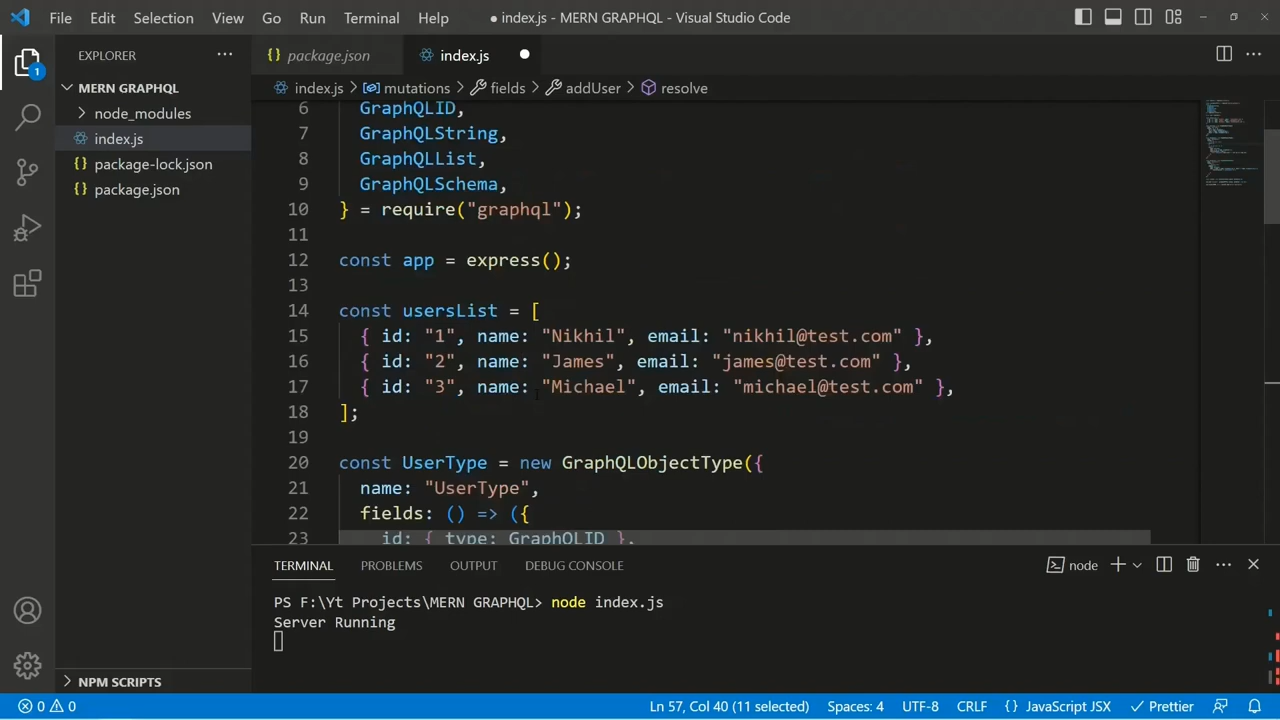 File Edit Selection View Go Run Terminal Help ● index.js - MERN GRAPHQL - Visual Studio Code
EXPLORER ···
{} package.json index.js ●
MERN GRAPHQL
index.js > mutations > fields > addUser > resolve
1
node_modules
index.js
{} package-lock.json
{} package.json
6 GraphQLID,
7 GraphQLString,
8 GraphQLList,
9 GraphQLSchema,
10 } = require("graphql");
11
12 const app = express();
13
14 const usersList = [
15 { id: "1", name: "Nikhil", email: "nikhil@test.com" },
16 { id: "2", name: "James", email: "james@test.com" },
17 { id: "3", name: "Michael", email: "michael@test.com" },
18 ];
19
20 const UserType = new GraphQLObjectType({
21 name: "UserType",
22 fields: () => ({
23 id: { type: GraphQLID },
TERMINAL PROBLEMS OUTPUT DEBUG CONSOLE node
PS F:\Yt Projects\MERN GRAPHQL> node index.js
Server Running
NPM SCRIPTS
0 0 Ln 57, Col 40 (11 selected) Spaces: 4 UTF-8 CRLF {} JavaScript JSX Prettier